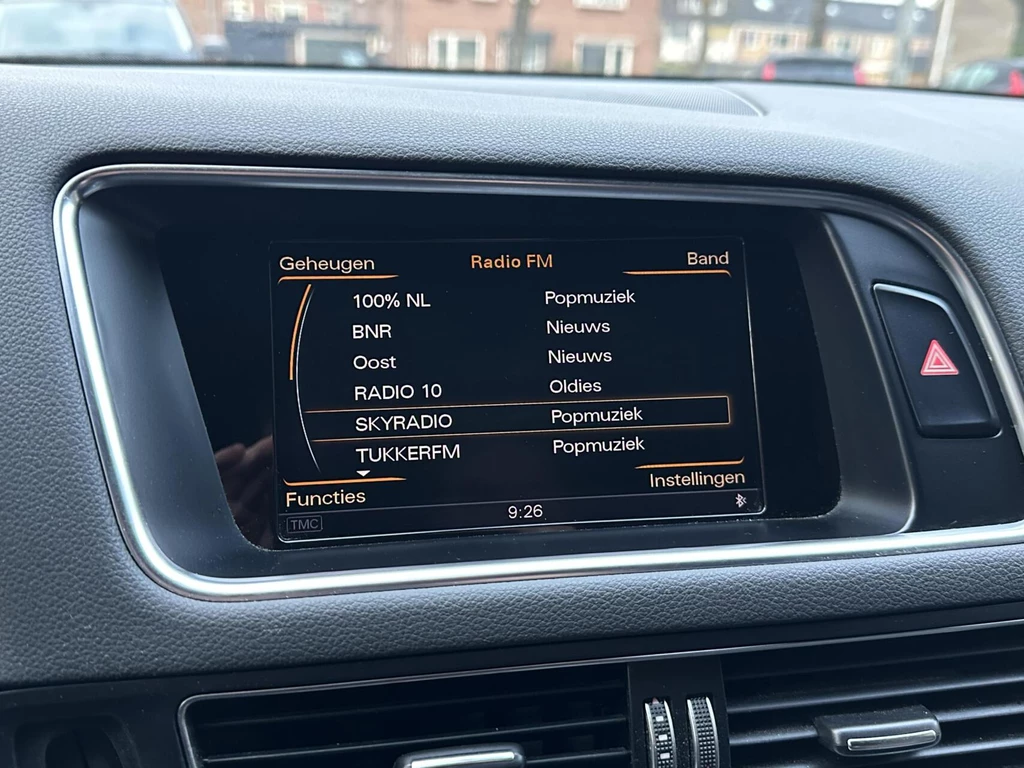 Geheugen Radio FM Band
100% NL Popmuziek
BNR Nieuws
Oost Nieuws
RADIO 10 Oldies
SKYRADIO Popmuziek
TUKKERFM Popmuziek
Functies Instellingen
TMC 9:26